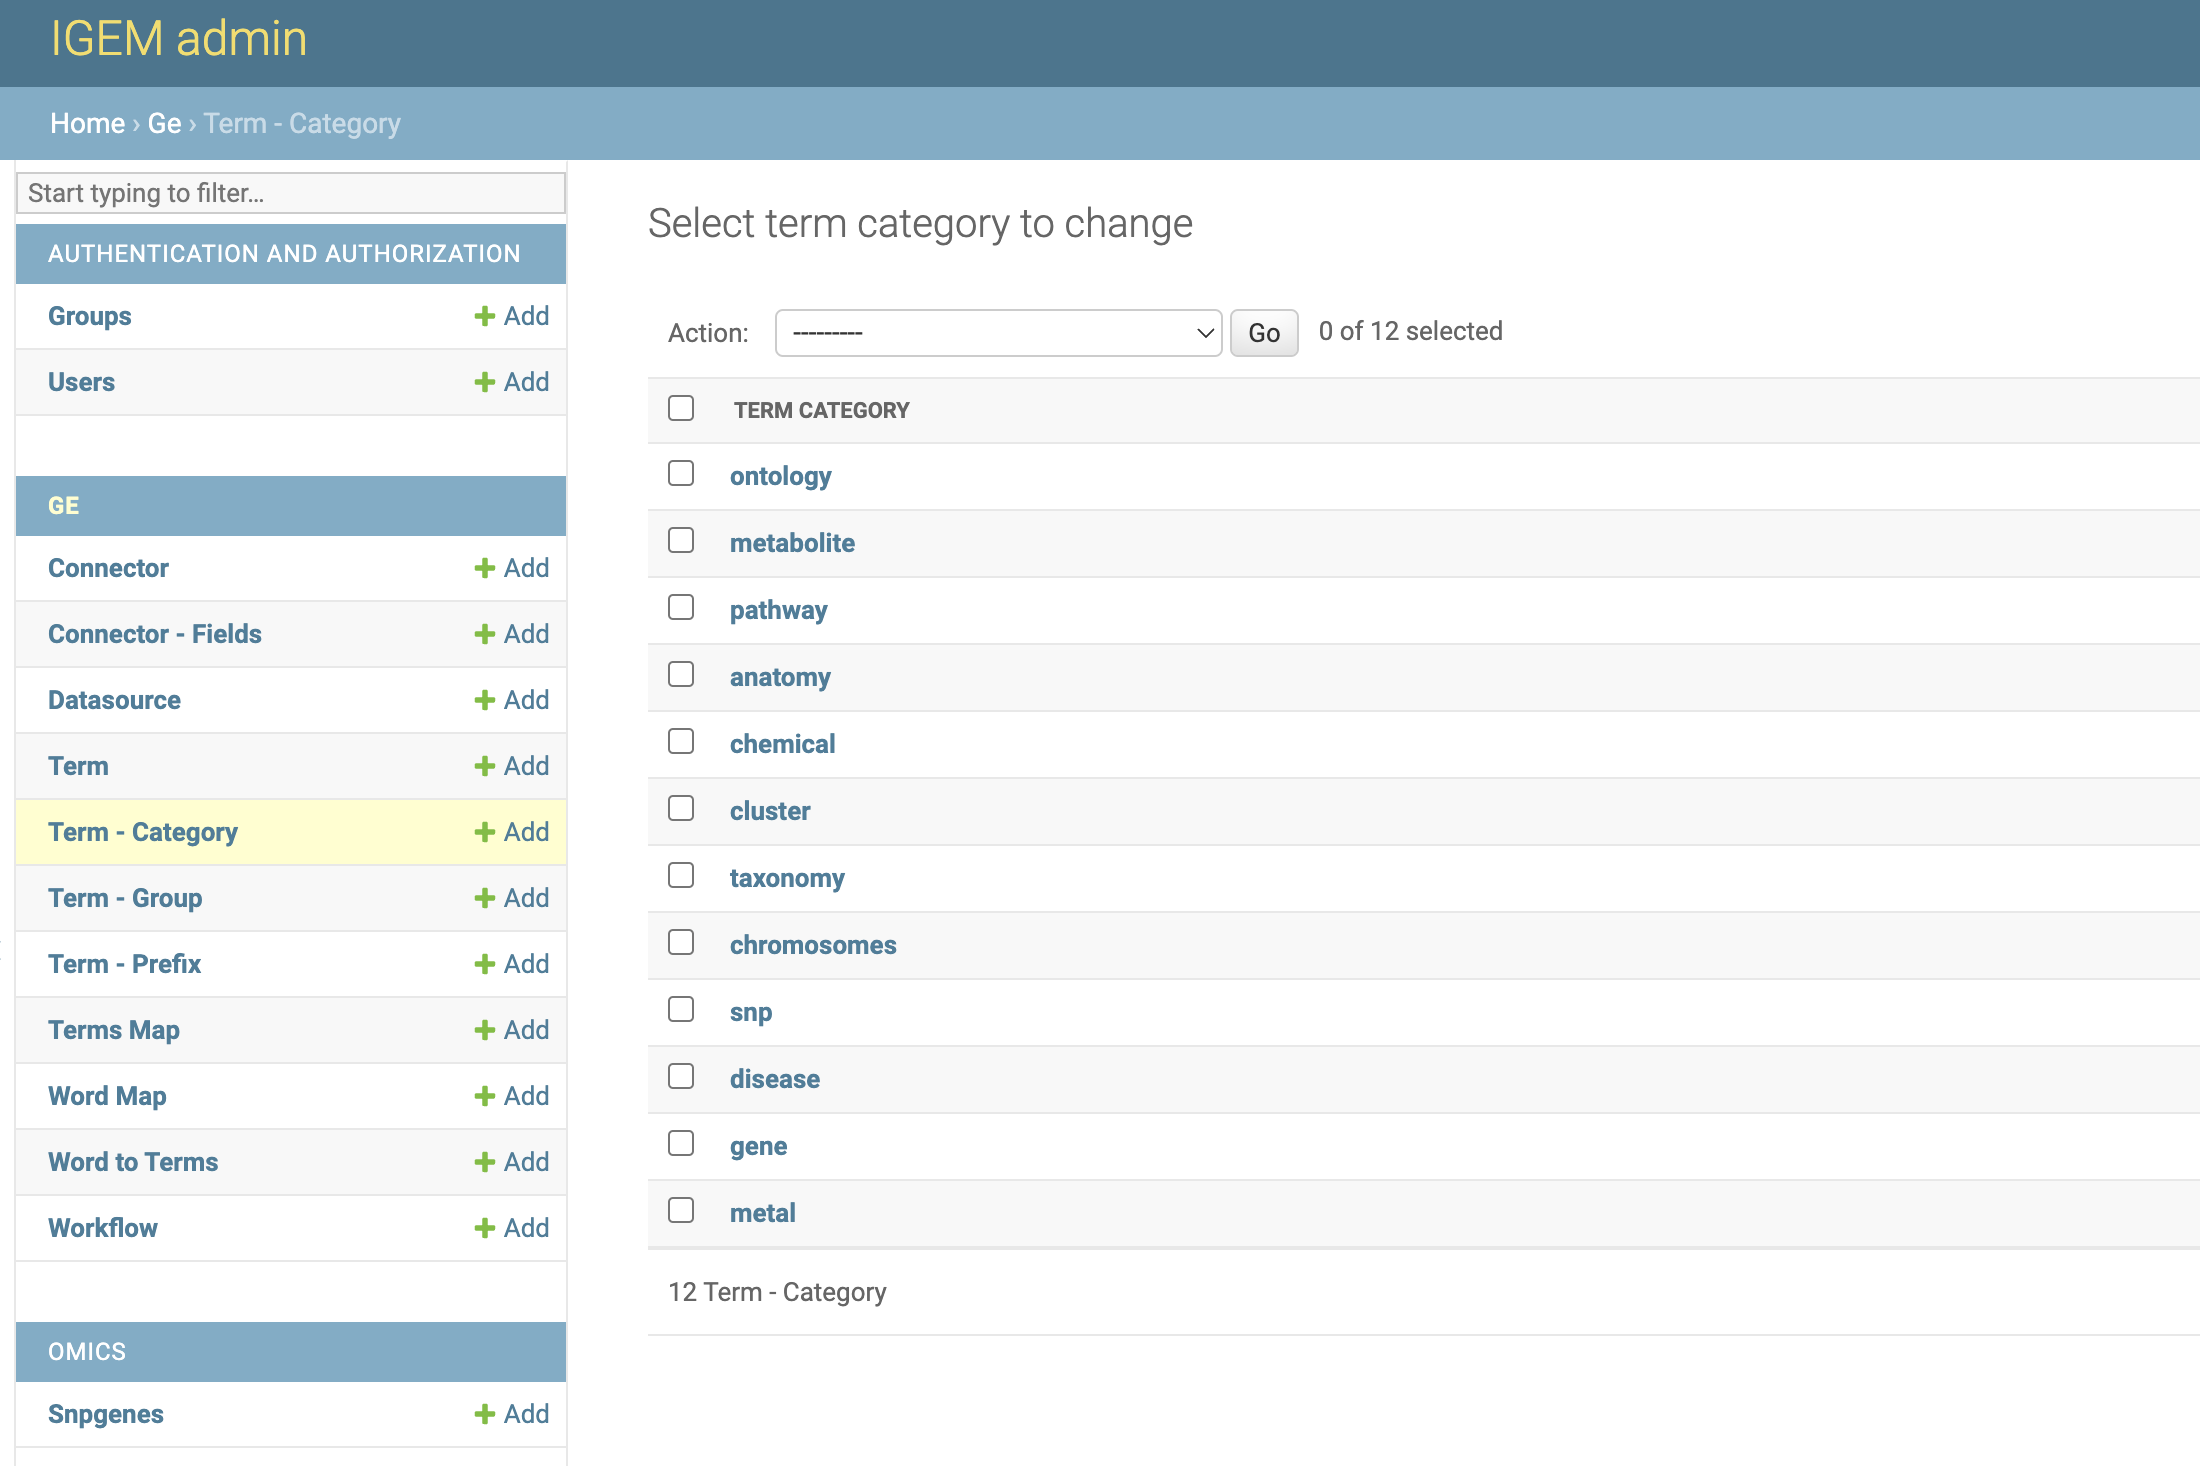 IGEM admin
Home › Ge › Term - Category
Start typing to filter...
AUTHENTICATION AND AUTHORIZATION
Groups + Add
Users + Add
GE
Connector + Add
Connector - Fields + Add
Datasource + Add
Term + Add
Term - Category + Add
Term - Group + Add
Term - Prefix + Add
Terms Map + Add
Word Map + Add
Word to Terms + Add
Workflow + Add
OMICS
Snpgenes + Add
Select term category to change
Action: --------- Go 0 of 12 selected
TERM CATEGORY
ontology
metabolite
pathway
anatomy
chemical
cluster
taxonomy
chromosomes
snp
disease
gene
metal
12 Term - Category